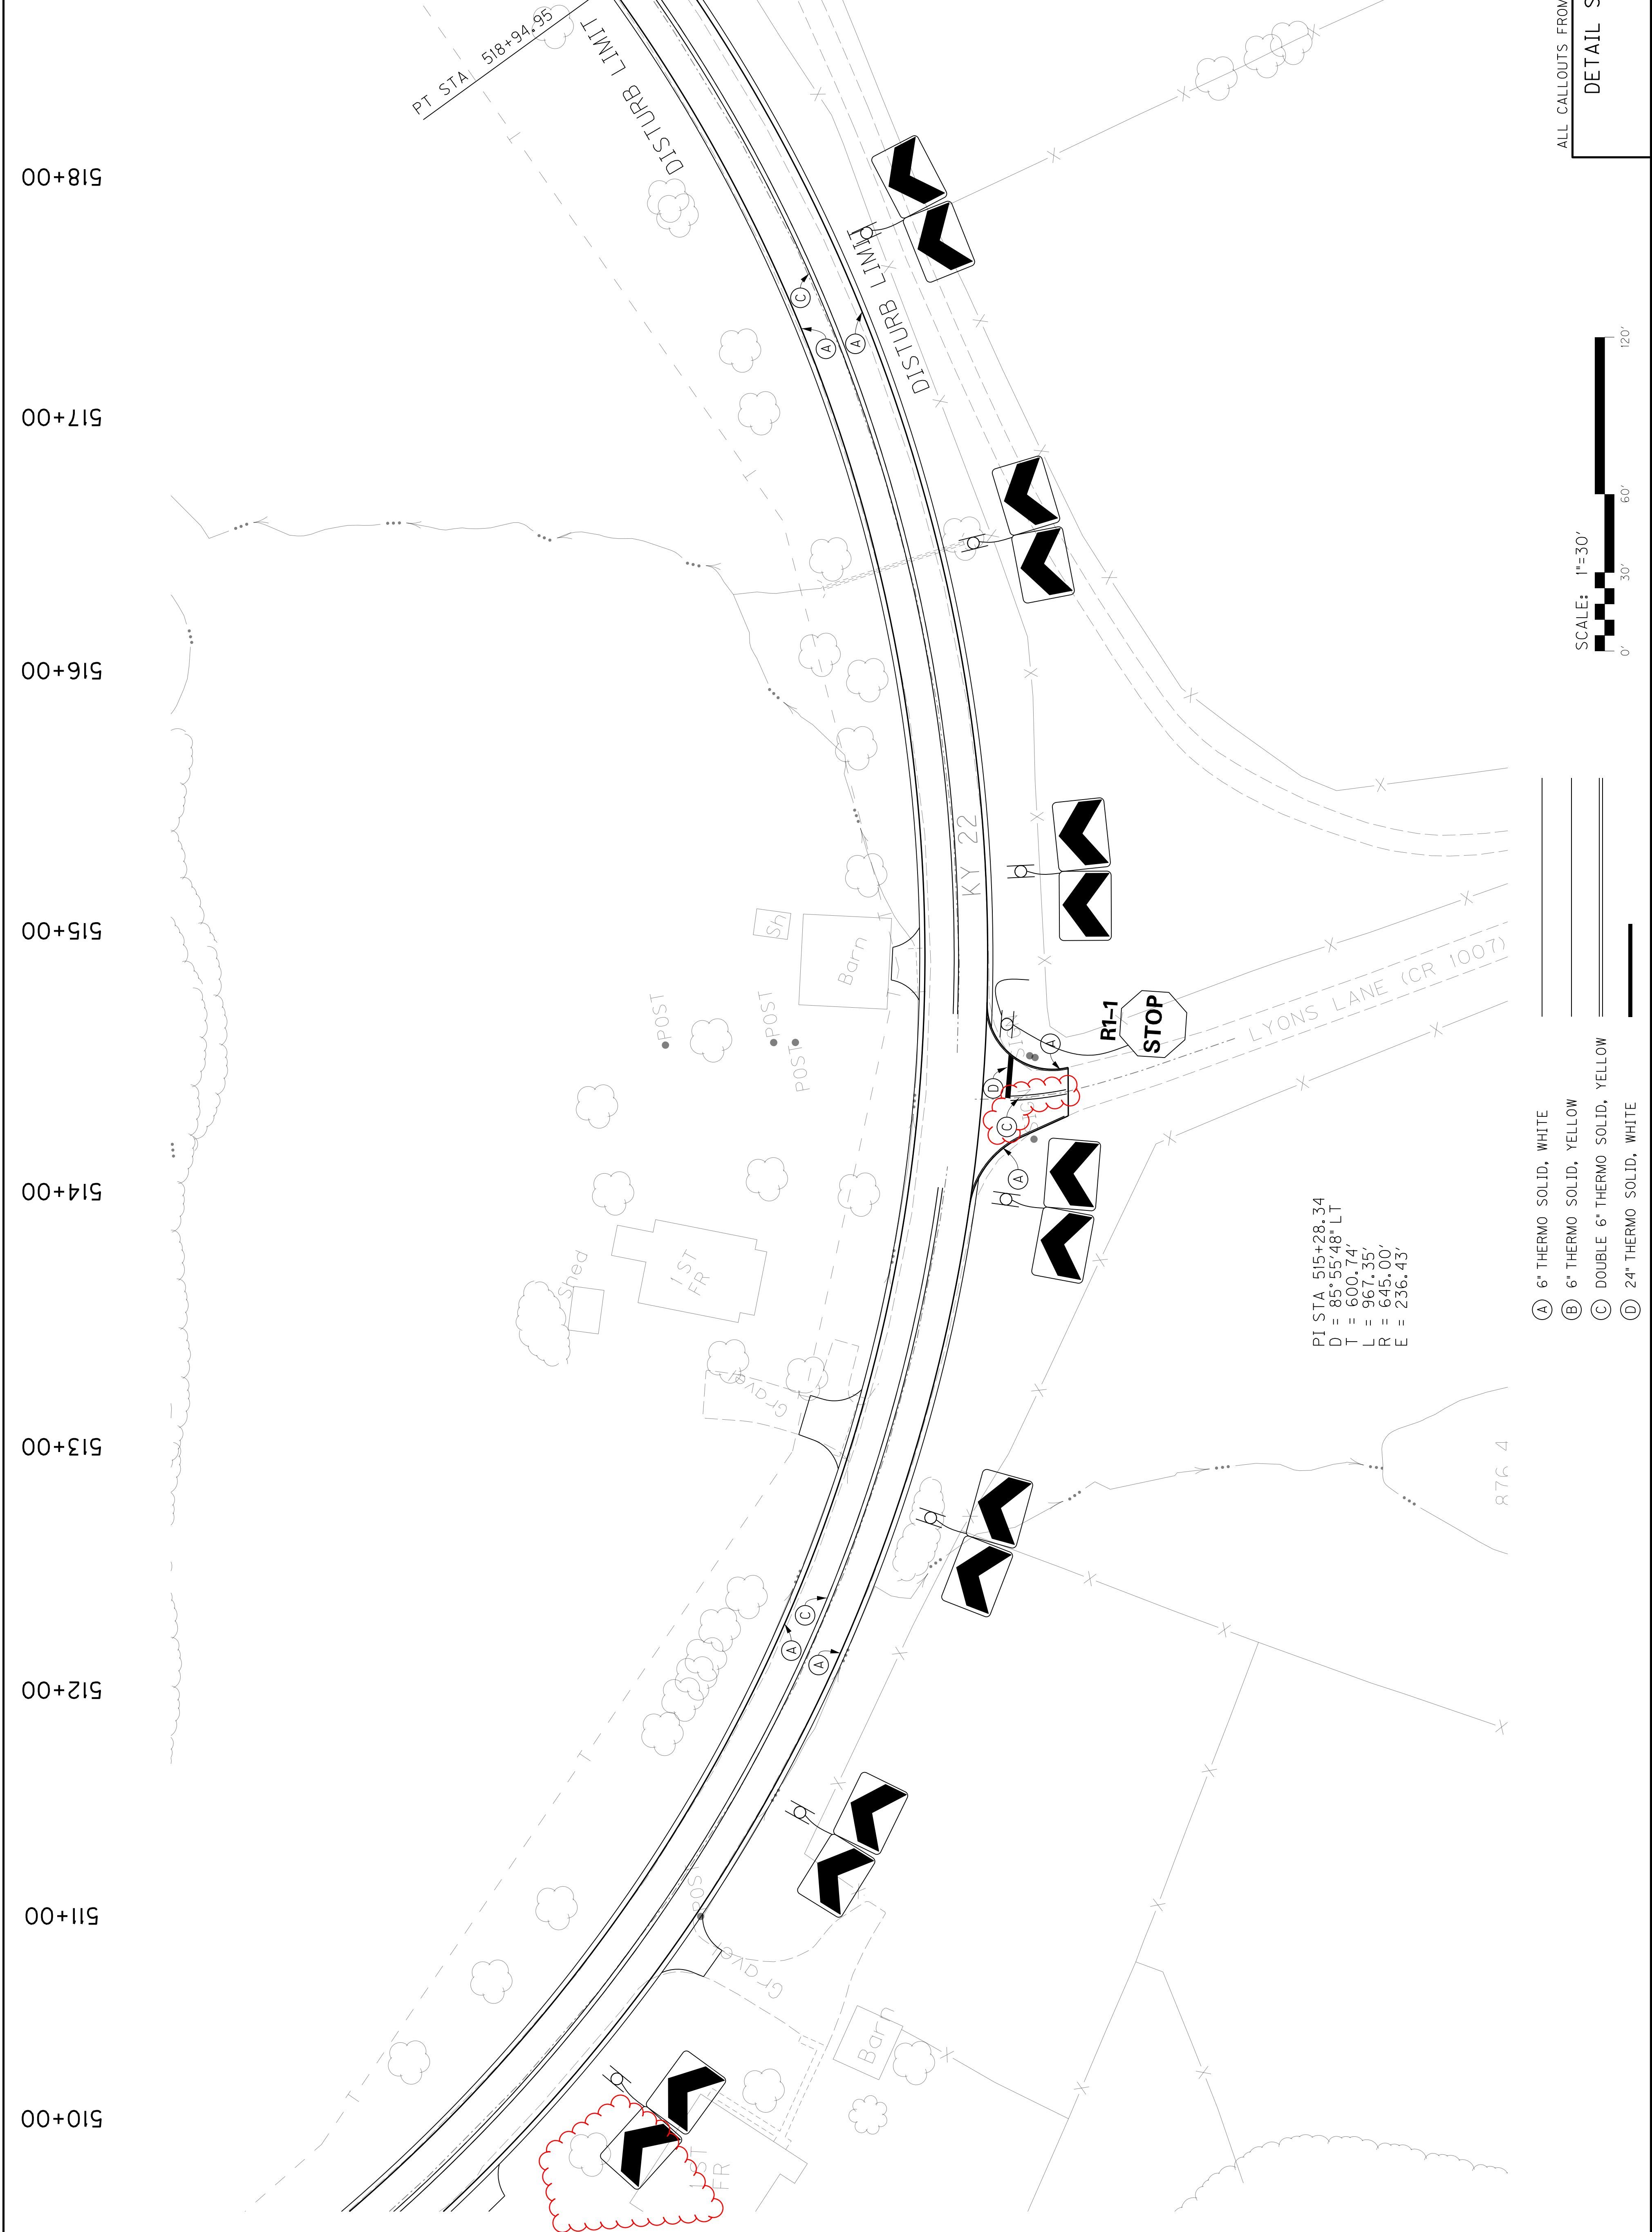 518+00
517+00
516+00
515+00
514+00
513+00
512+00
511+00
510+00
PT STA 518+94.95
DISTURB LIMIT
DISTURB LIMIT
C
A
A
KY 22
Sh
Barn
POST
POST
POST
LYONS LANE (CR 1007)
R1-1
STOP
A
D
C
A
Shed
1 ST
FR
Gravel
C
A
A
POST
Gravel
Barn
FR
876.4
PI STA 515+28.34
D = 85°55'48" LT
T = 600.74'
L = 967.35'
R = 645.00'
E = 236.43'
A 6" THERMO SOLID, WHITE
B 6" THERMO SOLID, YELLOW
C DOUBLE 6" THERMO SOLID, YELLOW
D 24" THERMO SOLID, WHITE
SCALE: 1"=30'
0' 30' 60' 120'
ALL CALLOUTS FROM
DETAIL S